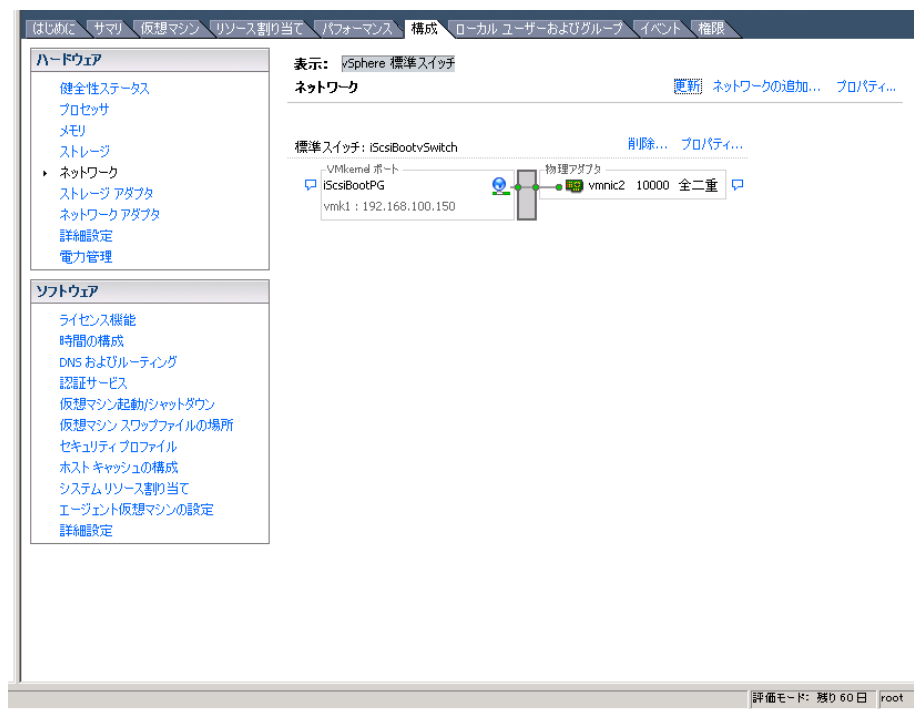 はじめに サマリ 仮想マシン リソース割り当て パフォーマンス 構成 ローカル ユーザーおよびグループ イベント 権限
ハードウェア
健全性ステータス
プロセッサ
メモリ
ストレージ
ネットワーク
ストレージ アダプタ
ネットワーク アダプタ
詳細設定
電力管理
ソフトウェア
ライセンス機能
時間の構成
DNS およびルーティング
認証サービス
仮想マシン起動/シャットダウン
仮想マシン スワップファイルの場所
セキュリティ プロファイル
ホスト キャッシュの構成
システム リソース割り当て
エージェント仮想マシンの設定
詳細設定
表示: vSphere 標準スイッチ
ネットワーク 更新 ネットワークの追加... プロパティ...
標準スイッチ: iScsiBootvSwitch 削除... プロパティ...
VMkernel ポート 物理アダプタ
iScsiBootPG vmnic2 10000 全二重
vmk1 : 192.168.100.150
評価モード: 残り 60 日 root